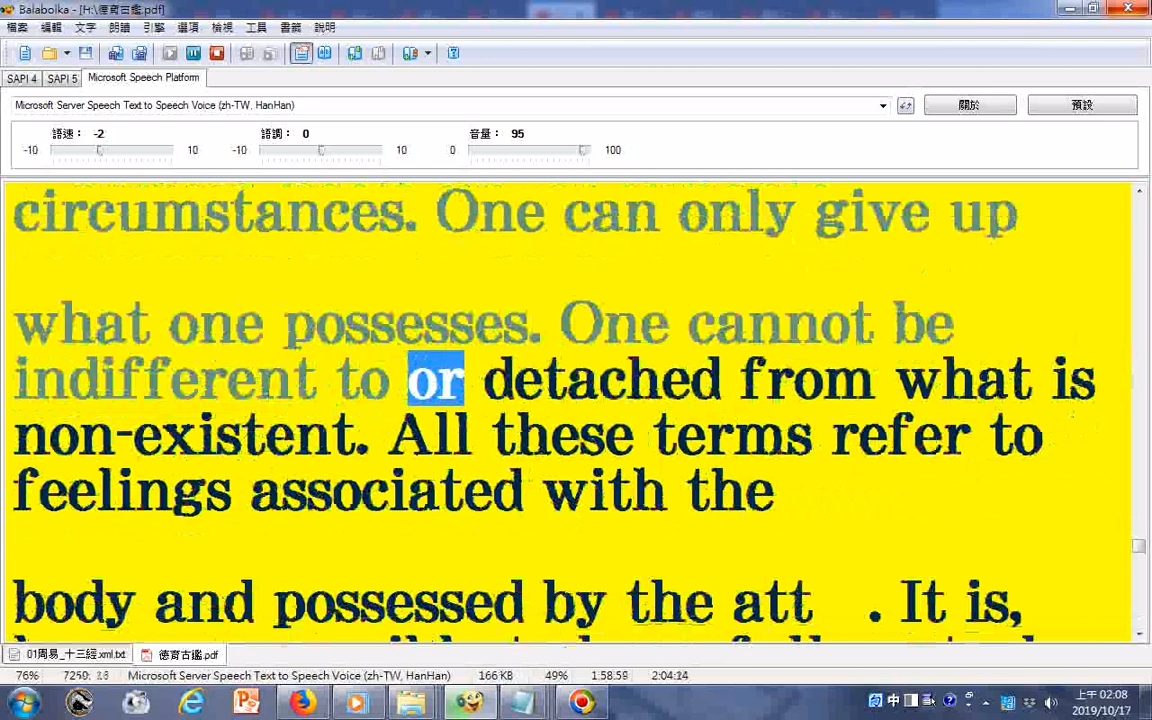 Balabolka - [H:\德育古鑑.pdf]
檔案 編輯 文字 朗讀 引擎 選項 檢視 工具 書籤 說明
SAPI 4 SAPI 5 Microsoft Speech Platform
Microsoft Server Speech Text to Speech Voice (zh-TW, HanHan) 關於 預設
語速： -2 語調： 0 音量： 95
-10 10 -10 10 0 100
circumstances. One can only give up
what one possesses. One cannot be
indifferent to or detached from what is
non-existent. All these terms refer to
feelings associated with the
body and possessed by the att . It is,
01周易_十三經.xml.txt 德育古鑑.pdf
76% 7250: Microsoft Server Speech Text to Speech Voice (zh-TW, HanHan) 166 KB 49% 1:58:59 2:04:24
中 上午 02:08
2019/10/17